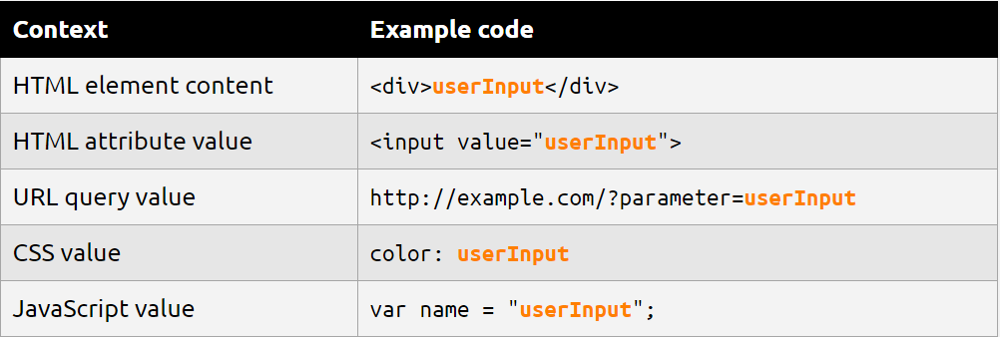 Context Example code
HTML element content <div>userInput</div>
HTML attribute value <input value="userInput">
URL query value http://example.com/?parameter=userInput
CSS value color: userInput
JavaScript value var name = "userInput";